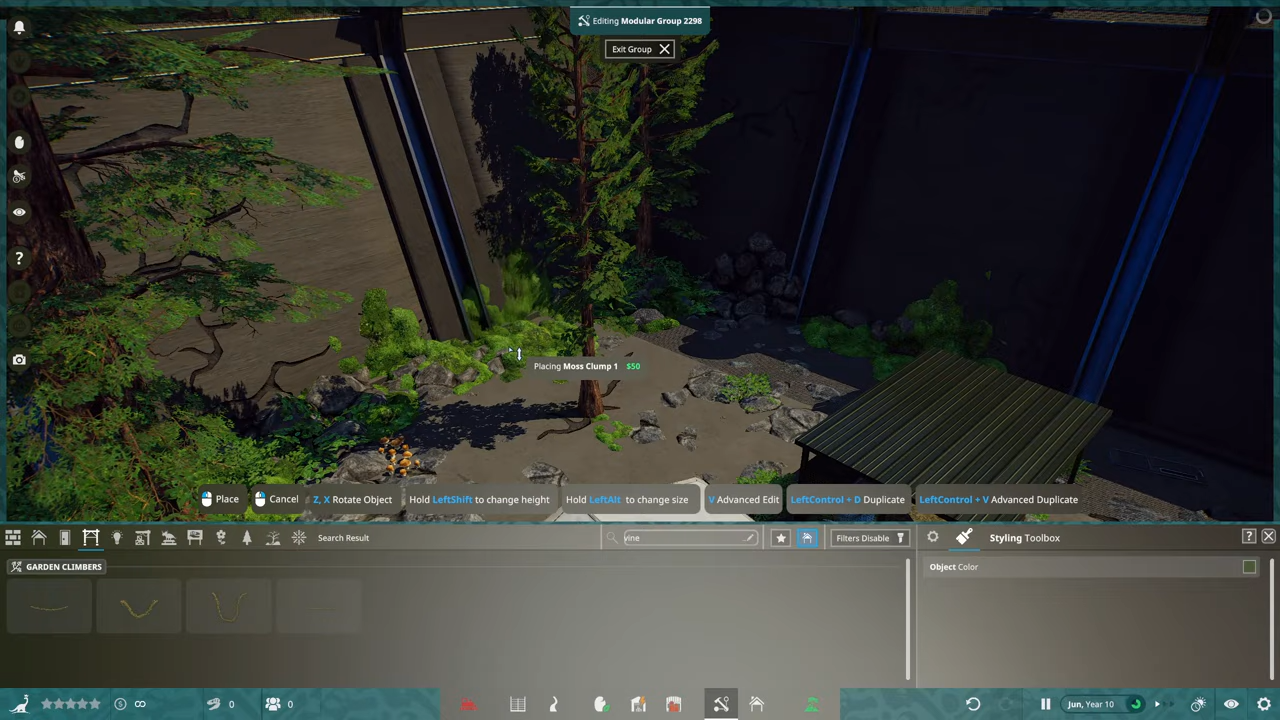 Editing Modular Group 2298
Exit Group
Placing Moss Clump 1 $50
Place
Cancel
Z, X Rotate Object
Hold LeftShift to change height
Hold LeftAlt to change size
V Advanced Edit
LeftControl + D Duplicate
LeftControl + V Advanced Duplicate
Search Result
vine
Filters Disable
?
Styling Toolbox
?
GARDEN CLIMBERS
Object Color
∞
0
0
Jun, Year 10